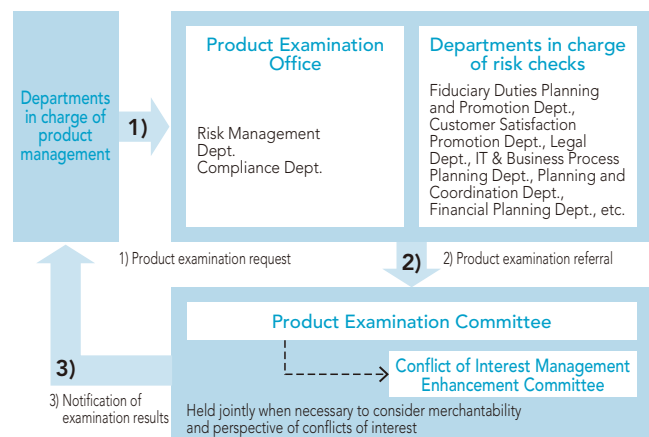 Departments
in charge of
product
management
1)
Product Examination
Office
Risk Management
Dept.
Compliance Dept.
Departments in charge
of risk checks
Fiduciary Duties Planning
and Promotion Dept.,
Customer Satisfaction
Promotion Dept., Legal
Dept., IT & Business Process
Planning Dept., Planning and
Coordination Dept.,
Financial Planning Dept., etc.
1) Product examination request
2)
2) Product examination referral
Product Examination Committee
Conflict of Interest Management
Enhancement Committee
3)
3) Notification of
examination results
Held jointly when necessary to consider merchantability
and perspective of conflicts of interest